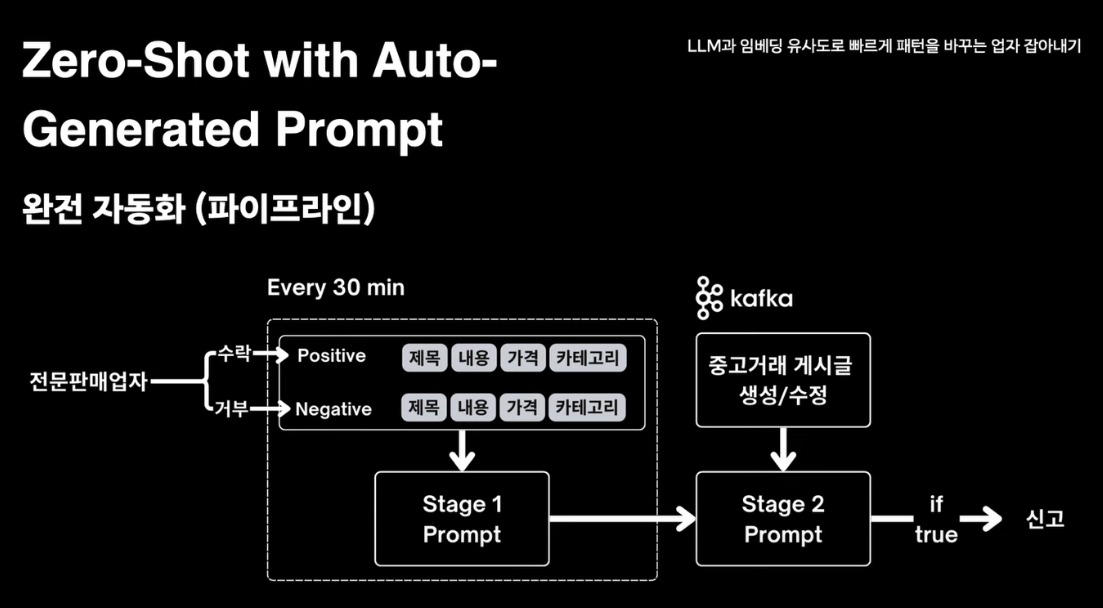 Zero-Shot with Auto-
Generated Prompt
LLM과 임베딩 유사도로 빠르게 패턴을 바꾸는 업자 잡아내기
완전 자동화 (파이프라인)
Every 30 min
kafka
전문판매업자
수락
Positive
제목 내용 가격 카테고리
거부
Negative
제목 내용 가격 카테고리
중고거래 게시글
생성/수정
Stage 1
Prompt
Stage 2
Prompt
if
true
신고